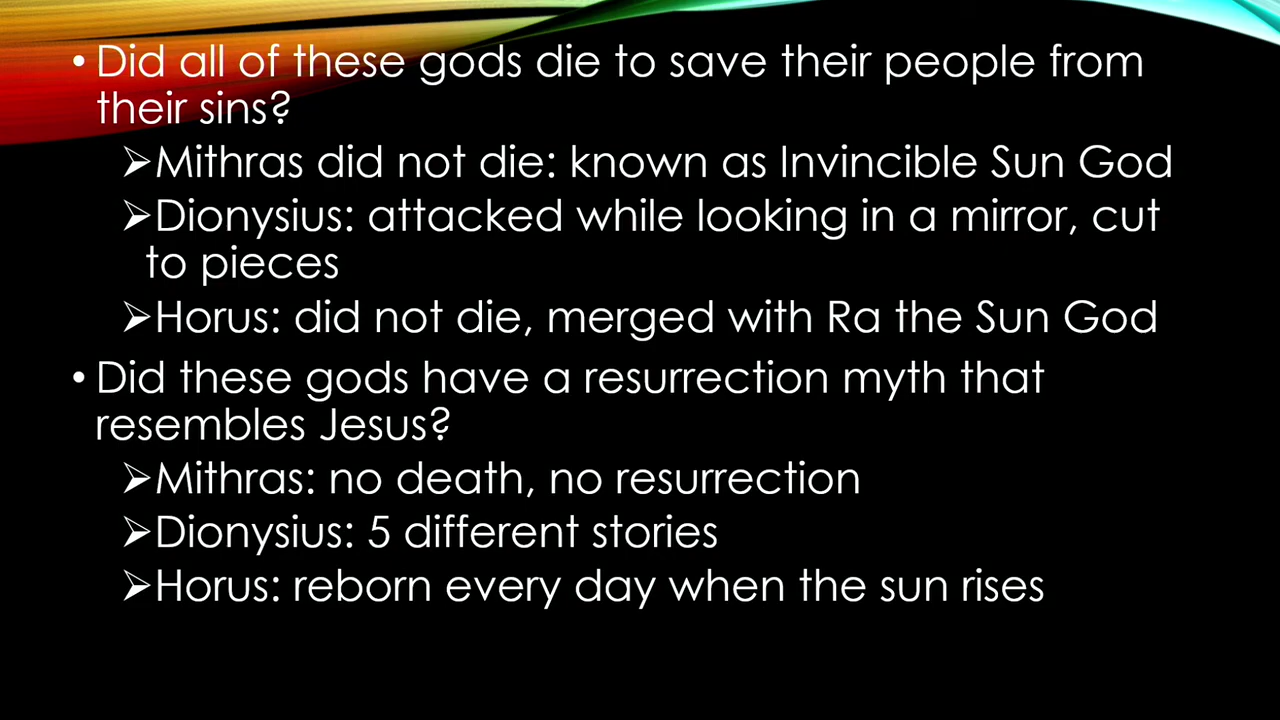 • Did all of these gods die to save their people from
their sins?
➢Mithras did not die: known as Invincible Sun God
➢Dionysius: attacked while looking in a mirror, cut
to pieces
➢Horus: did not die, merged with Ra the Sun God
• Did these gods have a resurrection myth that
resembles Jesus?
➢Mithras: no death, no resurrection
➢Dionysius: 5 different stories
➢Horus: reborn every day when the sun rises